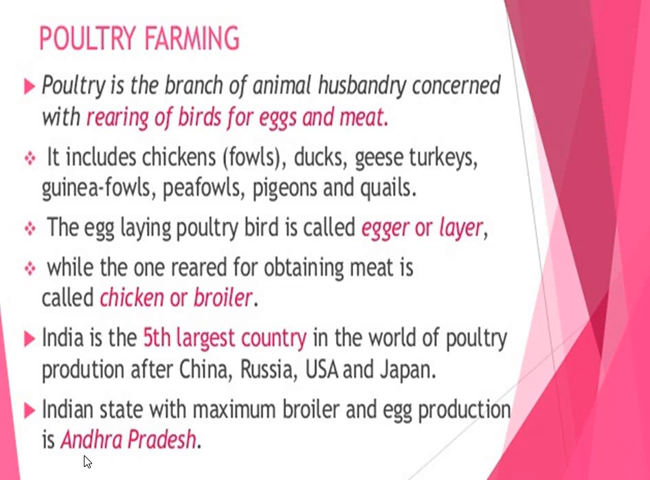 POULTRY FARMING
Poultry is the branch of animal husbandry concerned
with rearing of birds for eggs and meat.
It includes chickens (fowls), ducks, geese turkeys,
guinea-fowls, peafowls, pigeons and quails.
The egg laying poultry bird is called egger or layer,
while the one reared for obtaining meat is
called chicken or broiler.
India is the 5th largest country in the world of poultry
prodution after China, Russia, USA and Japan.
Indian state with maximum broiler and egg production
is Andhra Pradesh.